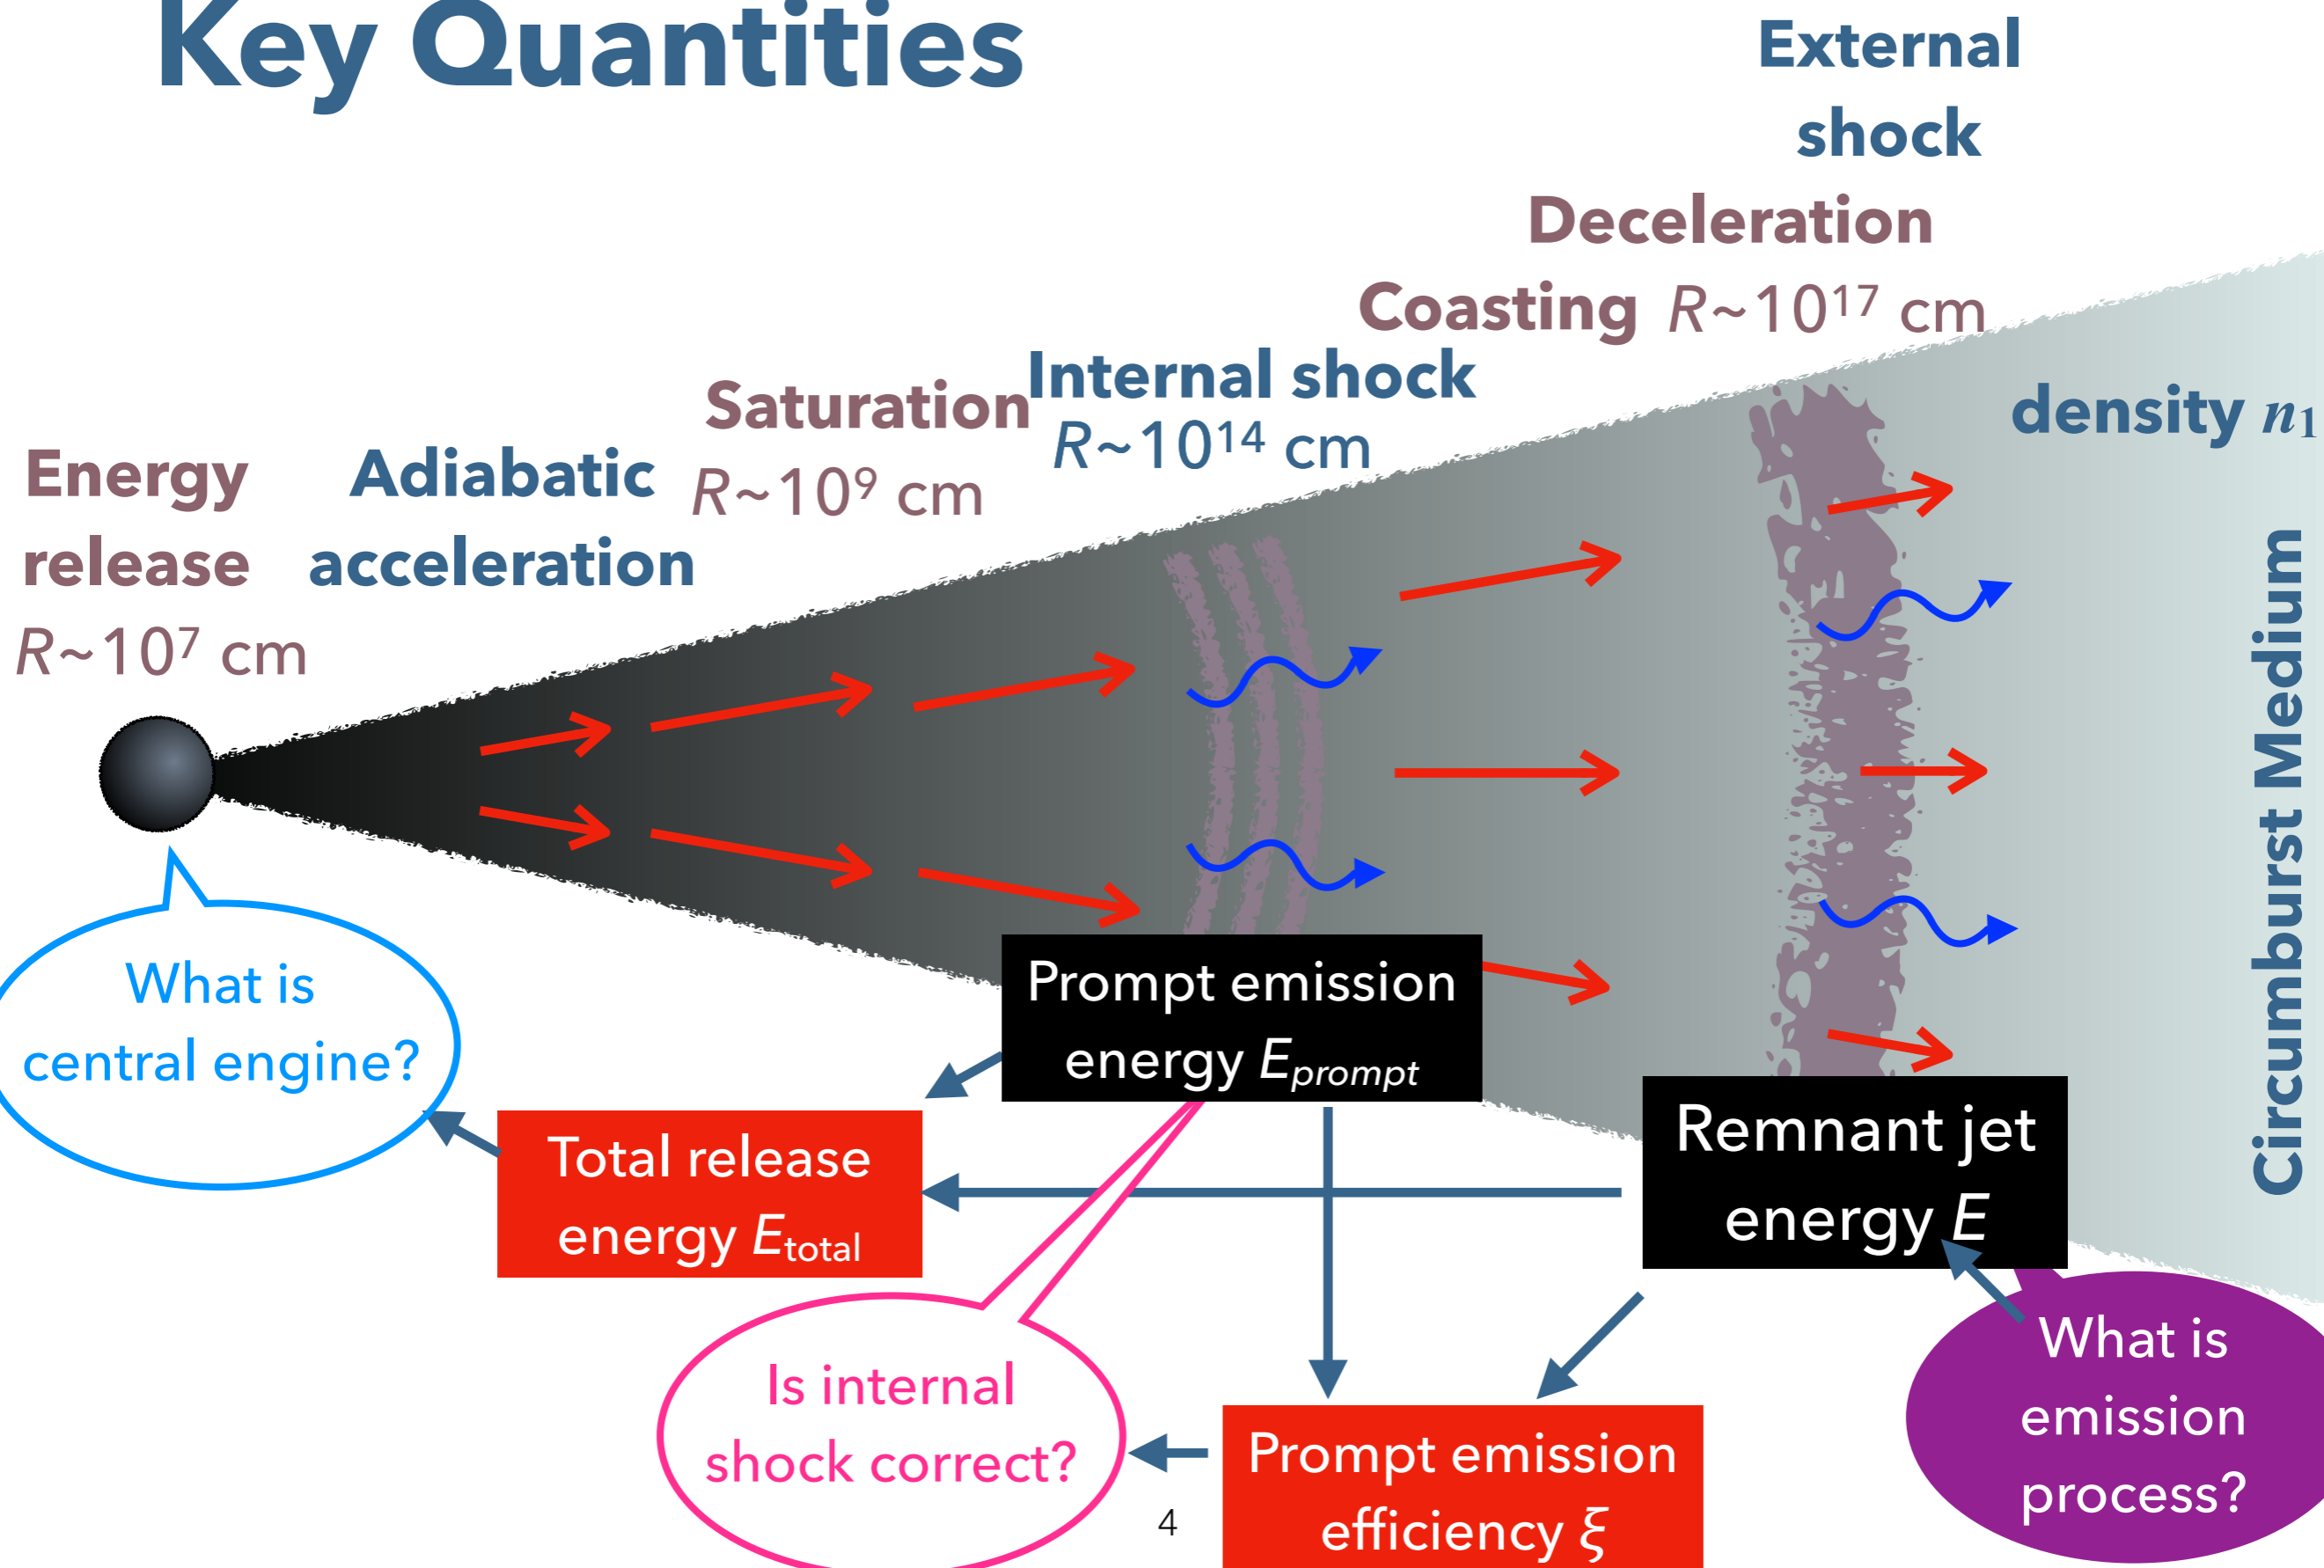 Key Quantities
External
shock
Deceleration
Coasting R~10¹⁷ cm
Internal shock
R~10¹⁴ cm
Saturation
R~10⁹ cm
density n₁
Energy
release
R~10⁷ cm
Adiabatic
acceleration
Circumburst Medium
What is
central engine?
Prompt emission
energy E_prompt
Total release
energy E_total
Remnant jet
energy E
Is internal
shock correct?
Prompt emission
efficiency ξ
What is
emission
process?
4